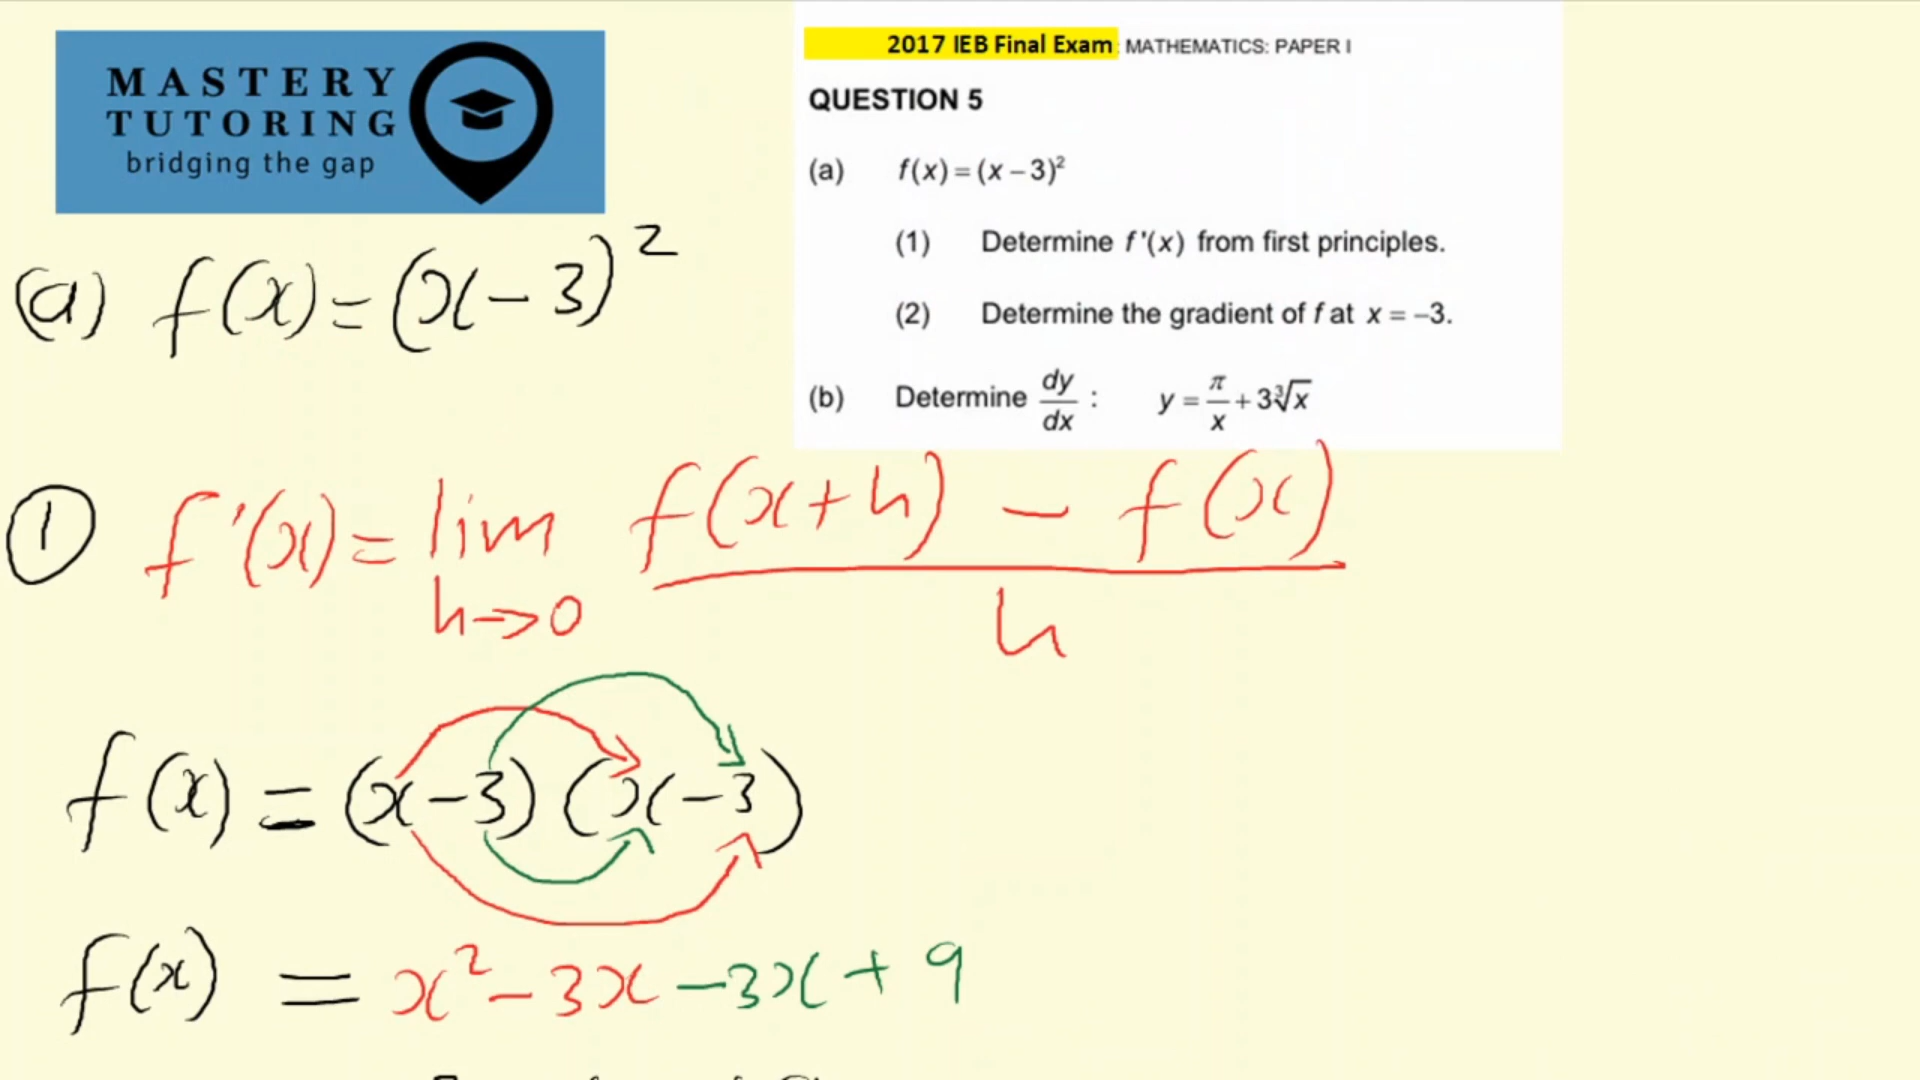 MASTERY
TUTORING
bridging the gap
2017 IEB Final Exam MATHEMATICS: PAPER I
QUESTION 5
(a) f(x) = (x – 3)²
(1) Determine f '(x) from first principles.
(2) Determine the gradient of f at x = –3.
(b) Determine dy/dx : y = π/x + 3∛x
(a) f(x) = (x – 3)²
① f'(x) = lim h→0 f(x+h) – f(x) / h
f(x) = (x–3)(x–3)
f(x) = x² – 3x – 3x + 9